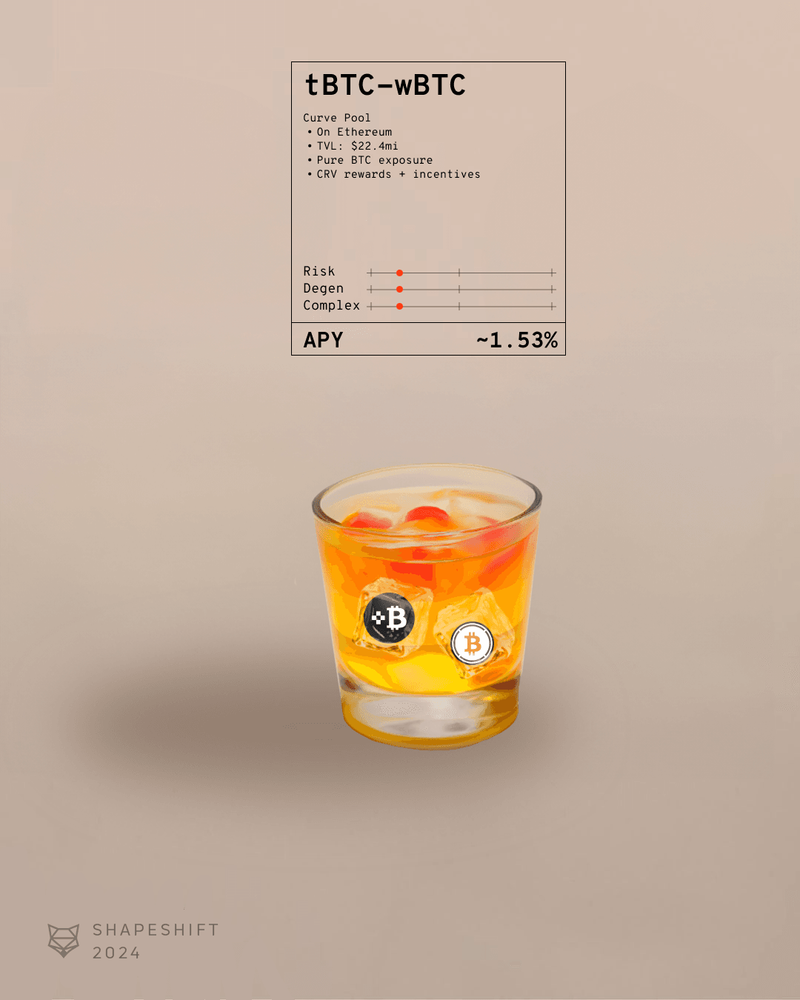 tBTC-wBTC
Curve Pool
• On Ethereum
• TVL: $22.4mi
• Pure BTC exposure
• CRV rewards + incentives
Risk
Degen
Complex
APY ~1.53%
SHAPESHIFT
2024